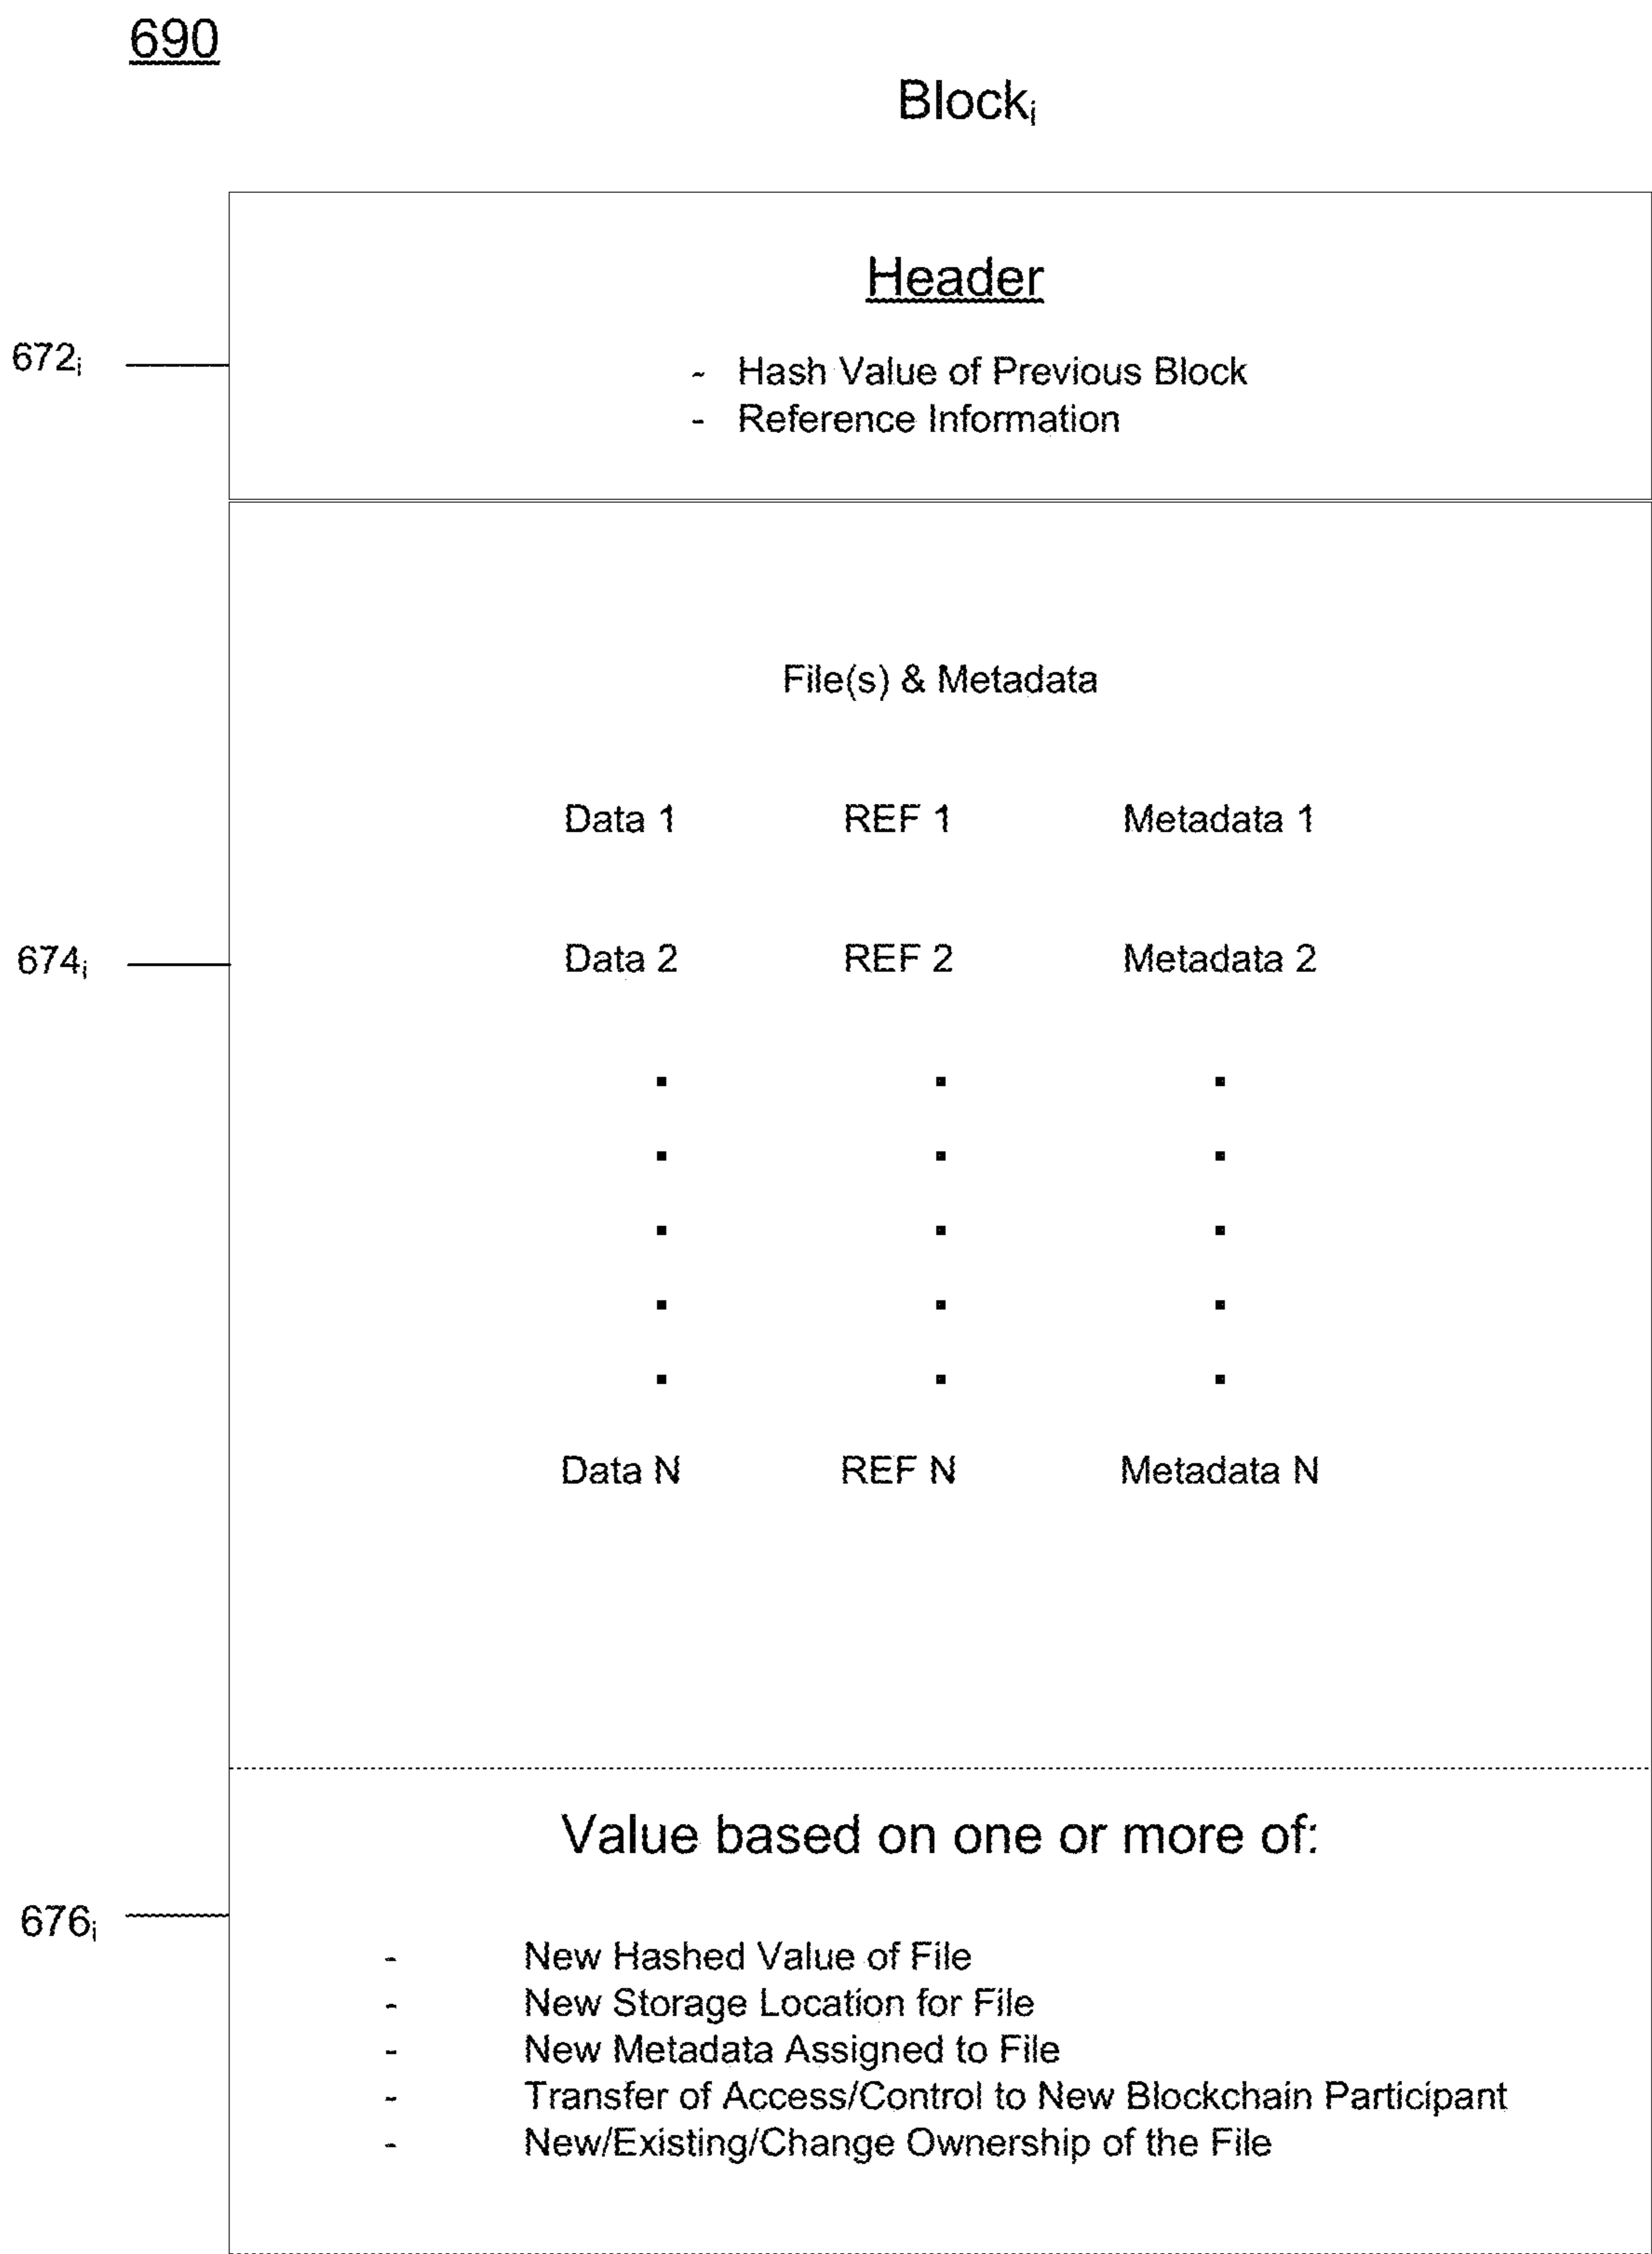 690
Blockᵢ
Header
672ᵢ
- Hash Value of Previous Block
- Reference Information
File(s) & Metadata
Data 1 REF 1 Metadata 1
674ᵢ
Data 2 REF 2 Metadata 2
Data N REF N Metadata N
Value based on one or more of:
676ᵢ
- New Hashed Value of File
- New Storage Location for File
- New Metadata Assigned to File
- Transfer of Access/Control to New Blockchain Participant
- New/Existing/Change Ownership of the File